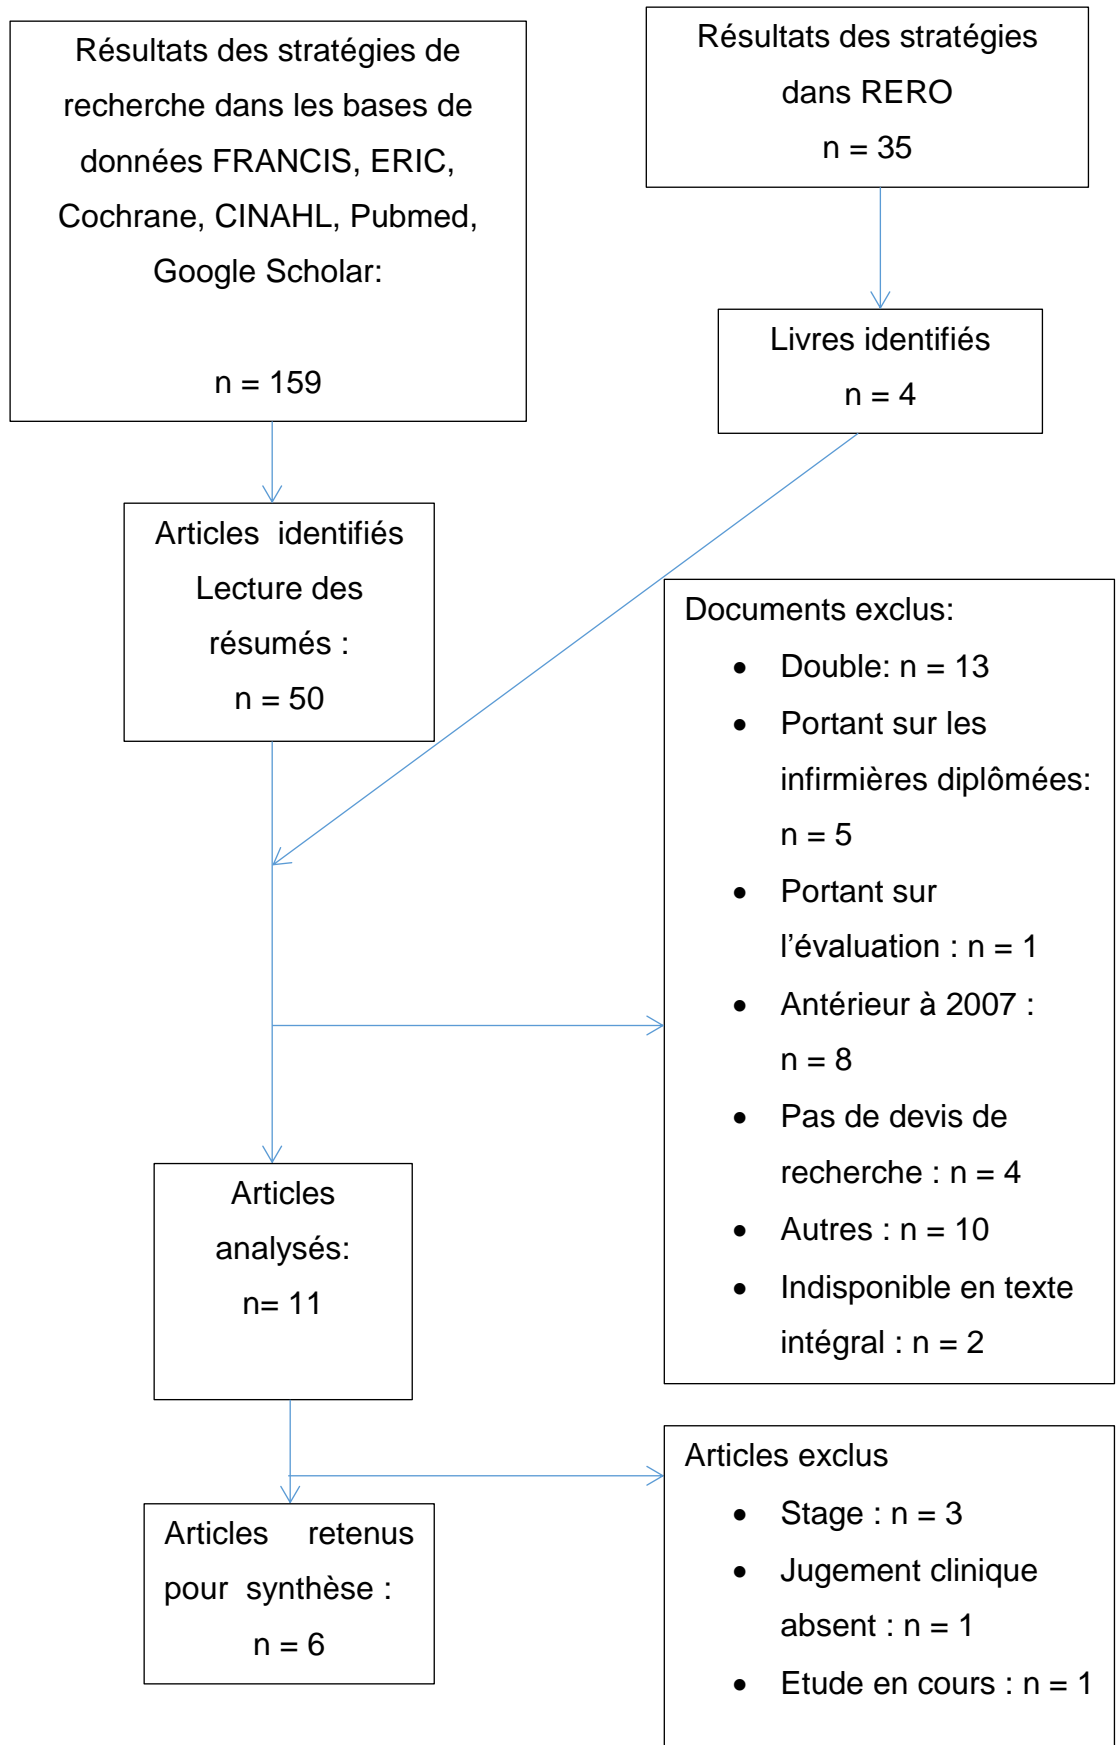 Résultats des stratégies de
recherche dans les bases de
données FRANCIS, ERIC,
Cochrane, CINAHL, Pubmed,
Google Scholar:
n = 159
Résultats des stratégies
dans RERO
n = 35
Livres identifiés
n = 4
Articles identifiés
Lecture des
résumés :
n = 50
Documents exclus:
• Double: n = 13
• Portant sur les
infirmières diplômées:
n = 5
• Portant sur
l’évaluation : n = 1
• Antérieur à 2007 :
n = 8
• Pas de devis de
recherche : n = 4
• Autres : n = 10
• Indisponible en texte
intégral : n = 2
Articles
analysés:
n= 11
Articles exclus
• Stage : n = 3
• Jugement clinique
absent : n = 1
• Etude en cours : n = 1
Articles retenus
pour synthèse :
n = 6